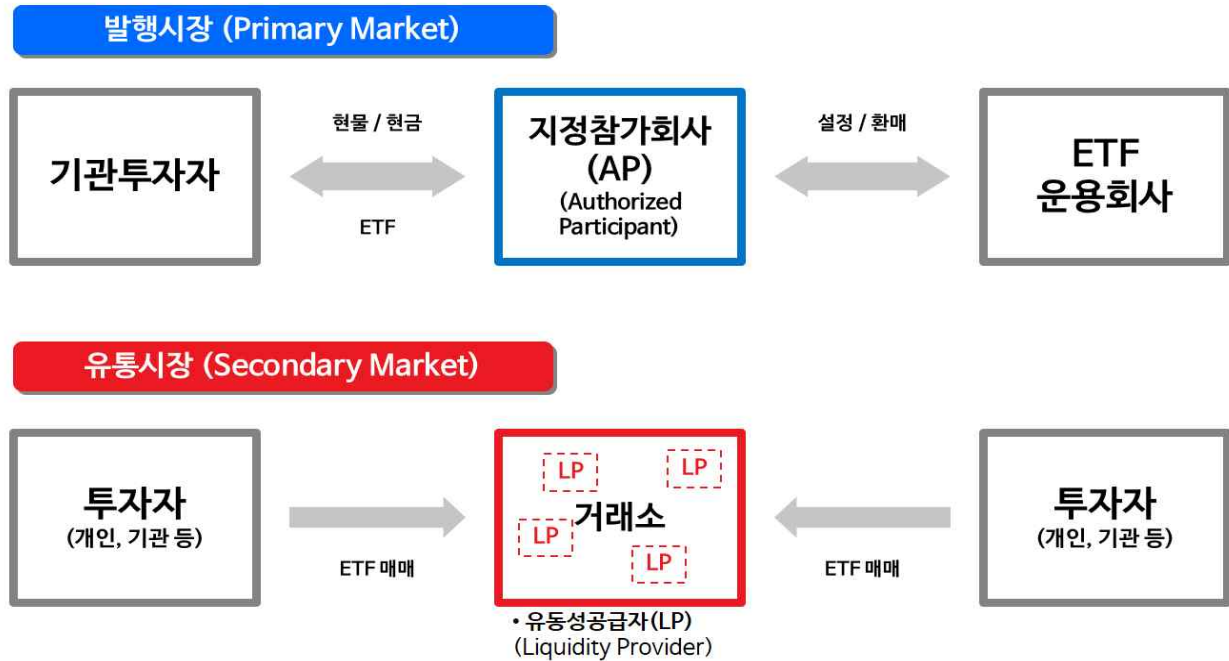 발행시장 (Primary Market)
기관투자자
현물 / 현금
ETF
지정참가회사
(AP)
(Authorized
Participant)
설정 / 환매
ETF
운용회사
유통시장 (Secondary Market)
투자자
(개인, 기관 등)
ETF 매매
LP
LP
거래소
LP
LP
• 유동성공급자(LP)
(Liquidity Provider)
ETF 매매
투자자
(개인, 기관 등)